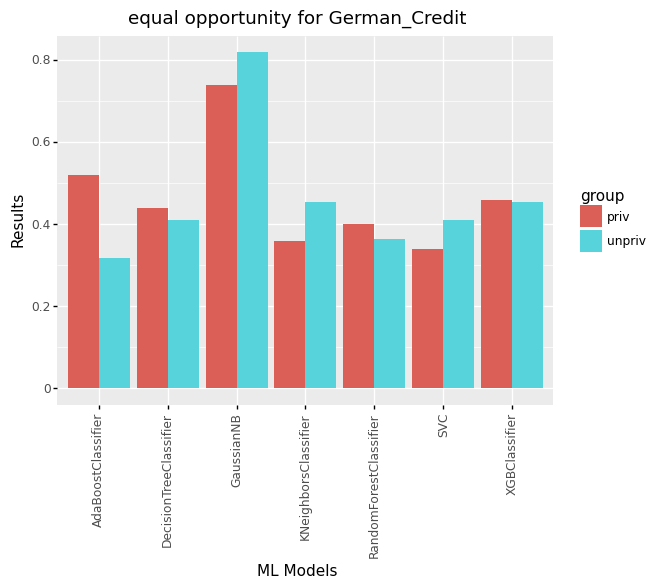 equal opportunity for German_Credit
Results
0.8
0.6
0.4
0.2
0
AdaBoostClassifier
DecisionTreeClassifier
GaussianNB
KNeighborsClassifier
RandomForestClassifier
SVC
XGBClassifier
ML Models
group
priv
unpriv